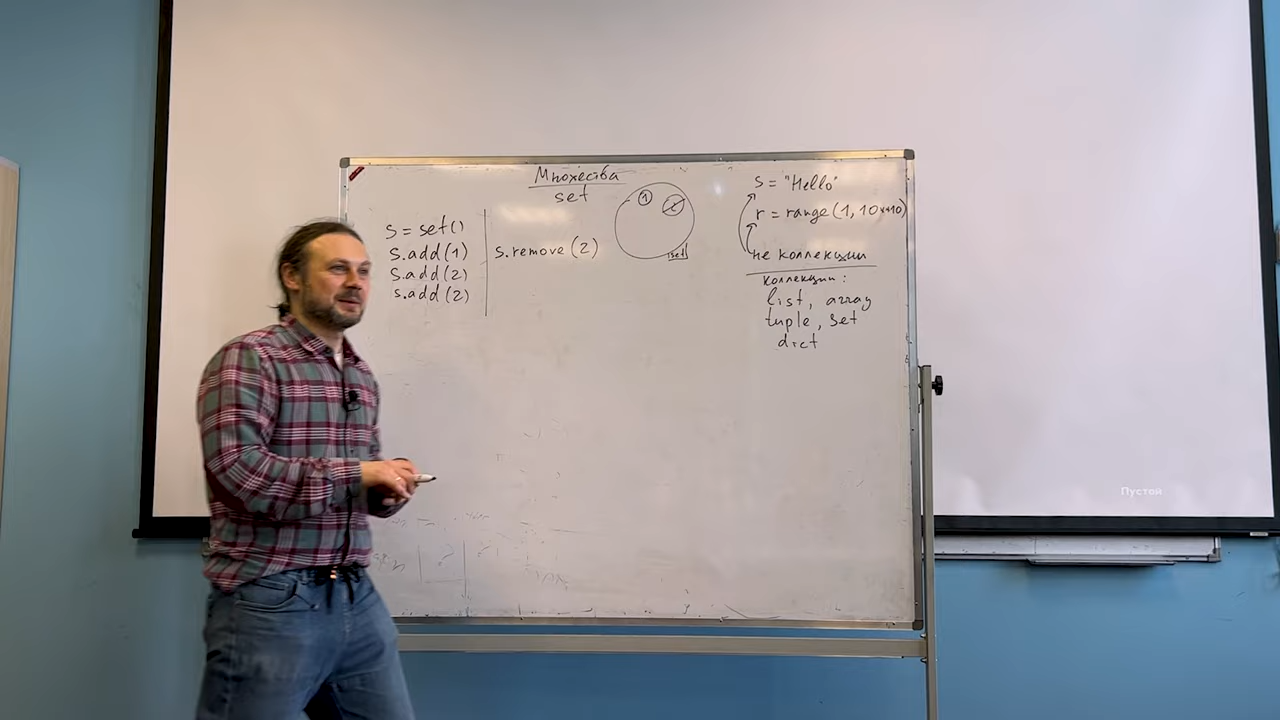 Множества
set
s = set()
s.add(1)
s.add(2)
s.add(2)
s.remove(2)
1
2
set
s = "Hello"
r = range(1, 10**10)
не коллекции
коллекции:
list, array
tuple, set
dict
Пустой